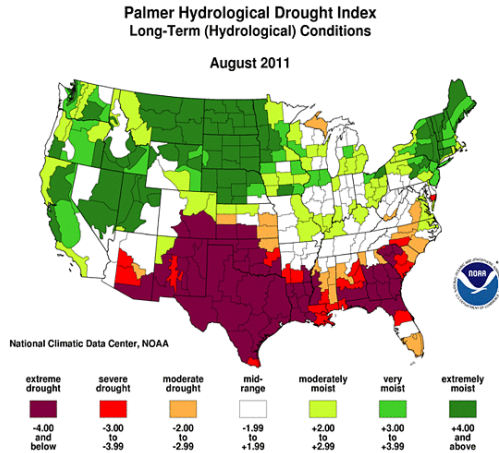 Palmer Hydrological Drought Index
Long-Term (Hydrological) Conditions
August 2011
NOAA
National Climatic Data Center, NOAA
extreme drought
severe drought
moderate drought
mid-range
moderately moist
very moist
extremely moist
-4.00 and below
-3.00 to -3.99
-2.00 to -2.99
-1.99 to +1.99
+2.00 to +2.99
+3.00 to +3.99
+4.00 and above